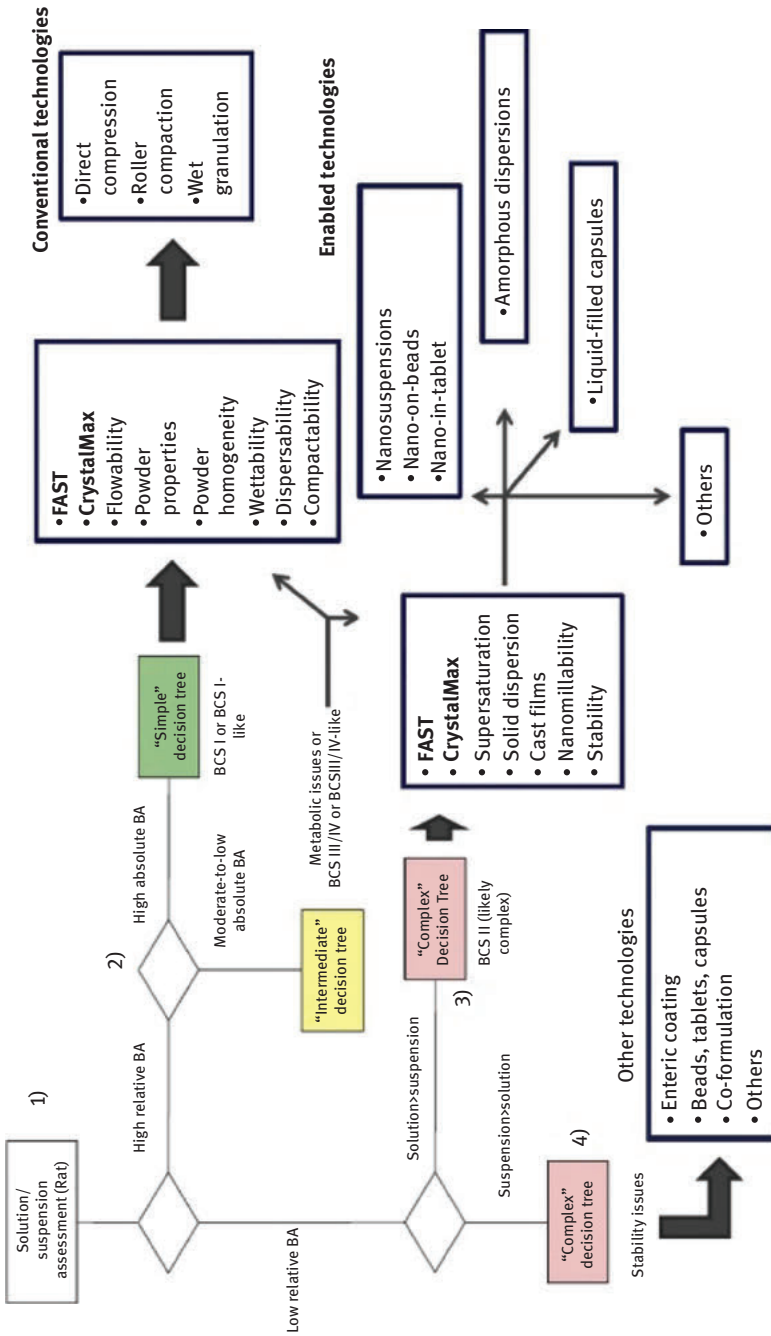 1)
Solution/
suspension
assessment (Rat)
High relative BA
Low relative BA
2)
High absolute BA
Moderate-to-low
absolute BA
"Simple"
decision tree
BCS I or BCS I-
like
"Intermediate"
decision tree
Metabolic issues or
BCS III/IV or BCSIII/IV-like
•FAST
•CrystalMax
•Flowability
•Powder
properties
•Powder
homogeneity
•Wettability
•Dispersability
•Compactability
Conventional technologies
•Direct
compression
•Roller
compaction
•Wet
granulation
Solution>suspension
Suspension>solution
3)
"Complex"
Decision Tree
BCS II (likely
complex)
• FAST
• CrystalMax
• Supersaturation
• Solid dispersion
• Cast films
• Nanomillability
• Stability
Enabled technologies
•Nanosuspensions
•Nano-on-beads
•Nano-in-tablet
•Amorphous dispersions
•Liquid-filled capsules
•Others
4)
"Complex"
decision tree
Stability issues
Other technologies
• Enteric coating
• Beads, tablets, capsules
• Co-formulation
• Others